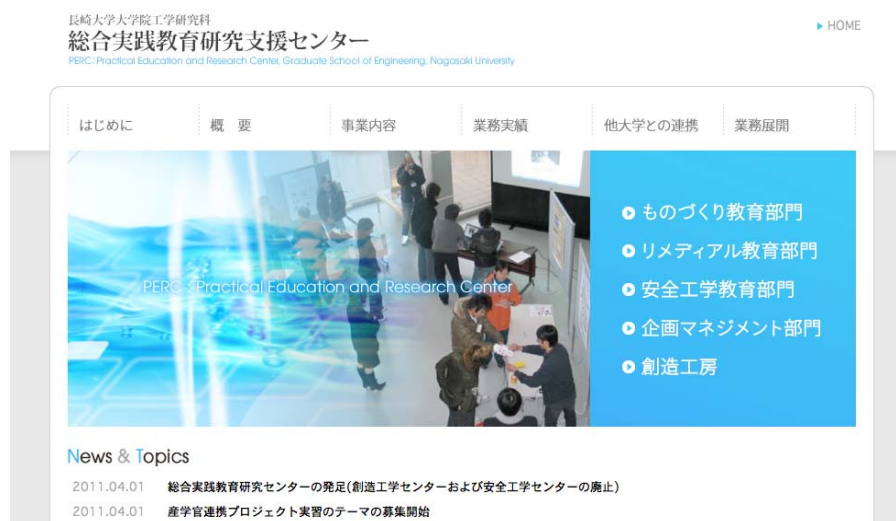 長崎大学大学院工学研究科
総合実践教育研究支援センター
PERC: Practical Education and Research Center, Graduate School of Engineering, Nagasaki University
HOME
はじめに 概　要 事業内容 業務実績 他大学との連携 業務展開
PERC : Practical Education and Research Center
ものづくり教育部門
リメディアル教育部門
安全工学教育部門
企画マネジメント部門
創造工房
News & Topics
2011.04.01 総合実践教育研究センターの発足(創造工学センターおよび安全工学センターの廃止)
2011.04.01 産学官連携プロジェクト実習のテーマの募集開始